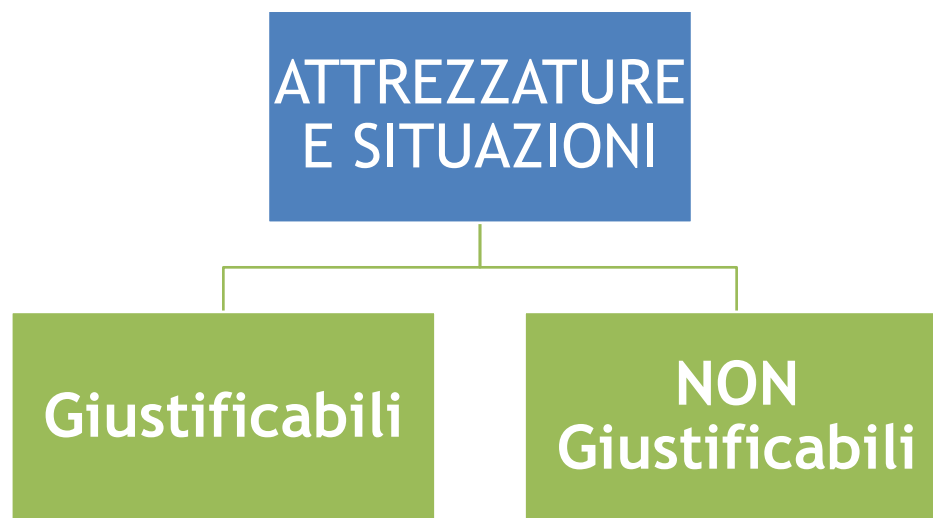 ATTREZZATURE
E SITUAZIONI
Giustificabili
NON
Giustificabili